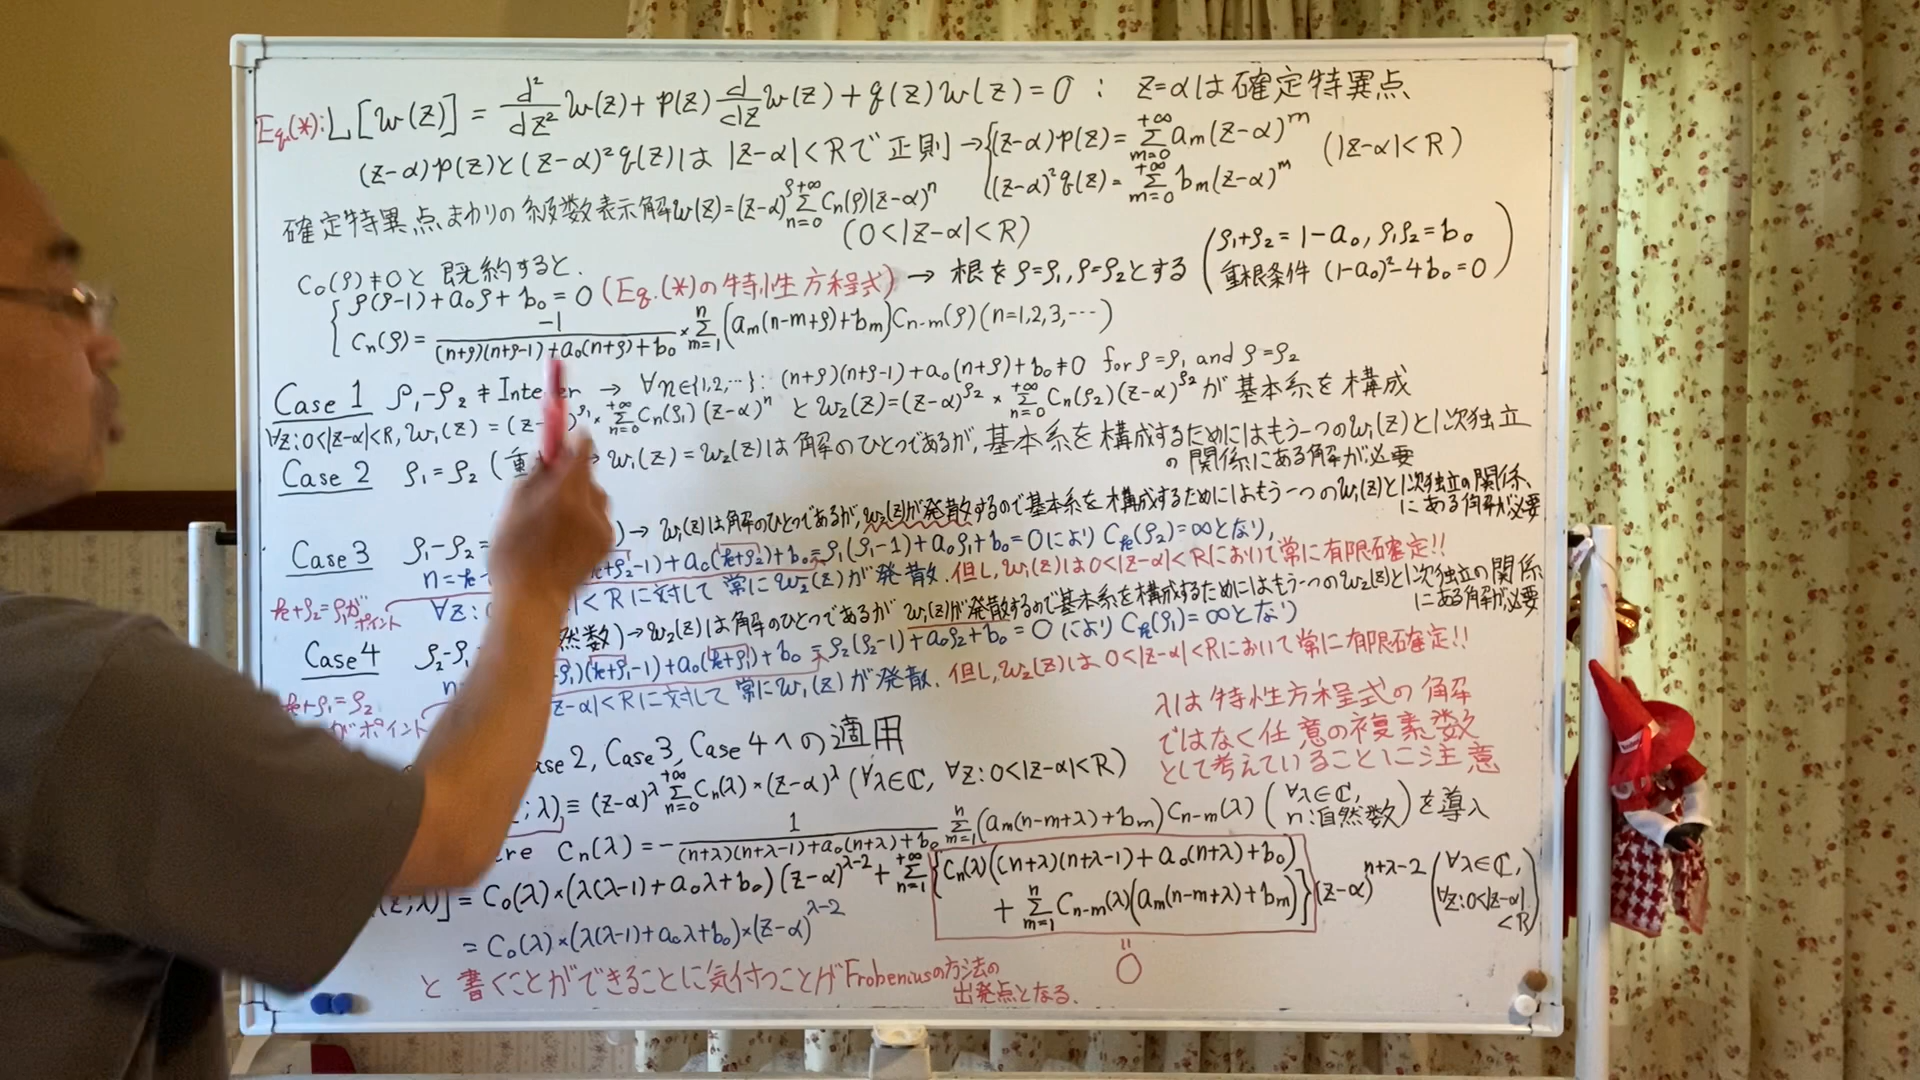 Eq.(*): L[w(z)] = d²/dz² w(z) + p(z) d/dz w(z) + q(z)w(z) = 0 : z=αは確定特異点
(z-α)p(z)と(z-α)²q(z)は |z-α|<Rで正則→{(z-α)p(z) = Σ_{m=0}^{+∞} a_m(z-α)^m (|z-α|<R)
(z-α)²q(z) = Σ_{m=0}^{+∞} b_m(z-α)^m
確定特異点まわりの級数表示解w(z)=(z-α)^ρ Σ_{n=0}^{+∞} C_n(ρ)(z-α)^n
(0<|z-α|<R)
C₀(ρ)≠0と既約すると.
{ρ(ρ-1)+a₀ρ+b₀=0 (Eq.(*)の特性方程式) → 根をρ=ρ₁, ρ=ρ₂とする (ρ₁+ρ₂=1-a₀, ρ₁ρ₂=b₀
重根条件 (1-a₀)²-4b₀=0)
C_n(ρ) = -1/((n+ρ)(n+ρ-1)+a₀(n+ρ)+b₀) × Σ_{m=1}^{n} (a_m(n-m+ρ)+b_m)C_{n-m}(ρ) (n=1,2,3,…)
Case 1 ρ₁-ρ₂≠Inte er → ∀n∈{1,2,…}: (n+ρ)(n+ρ-1)+a₀(n+ρ)+b₀≠0 for ρ=ρ₁ and ρ=ρ₂
∀z:0<|z-α|<R, w₁(z) = (z- )^ρ₁ × Σ_{n=0}^{+∞} C_n(ρ₁)(z-α)^n と w₂(z)=(z-α)^ρ₂ × Σ_{n=0}^{+∞} C_n(ρ₂)(z-α)^ρ₂ が基本系を構成
Case 2 ρ₁=ρ₂ (重 → w₁(z) = w₂(z)は解のひとつであるが, 基本系を構成するためにはもう一つのw₁(z)と1次独立
の関係にある解が必要
Case 3 ρ₁-ρ₂= ) → w₁(z)は解のひとつであるが, w₂(z)が発散するので基本系を構成するためにはもう一つのw₁(z)と1次独立の関係
にある解が必要
n=k +ρ₂-1)+a₀(k+ρ₂)+b₀=ρ₁(ρ₁-1)+a₀ρ₁+b₀=0により C_k(ρ₂)=∞となり,
k+ρ₂=ρ₁がポイント ∀z: |<Rに対して常にw₂(z)が発散. 但し, w₁(z)は0<|z-α|<Rにおいて常に有限確定!!
Case 4 ρ₂-ρ₁ 然数)→w₂(z)は解のひとつであるが w₁(z)が発散するので基本系を構成するためにはもう一つのw₂(z)と1次独立の関係
にある解が必要
n ρ₁)(k+ρ₁-1)+a₀(k+ρ₁)+b₀=ρ₂(ρ₂-1)+a₀ρ₂+b₀=0により C_k(ρ₁)=∞となり
k+ρ₁=ρ₂がポイント z-α|<Rに対して常にw₁(z)が発散. 但し, w₂(z)は0<|z-α|<Rにおいて常に有限確定!!
λは特性方程式の解
ではなく任意の複素数
として考えていることに注意
ase 2, Case 3, Case 4への適用
;λ)≡(z-α)^λ Σ_{n=0}^{+∞} C_n(λ)×(z-α)^λ (∀λ∈ℂ, ∀z:0<|z-α|<R)
re C_n(λ) = - 1/((n+λ)(n+λ-1)+a₀(n+λ)+b₀) Σ_{m=1}^{n} (a_m(n-m+λ)+b_m)C_{n-m}(λ) (∀λ∈ℂ, n:自然数)を導入
(z;λ)] = C₀(λ)×(λ(λ-1)+a₀λ+b₀)(z-α)^{λ-2} + Σ_{n=1}^{+∞} {C_n(λ)((n+λ)(n+λ-1)+a₀(n+λ)+b₀)
+ Σ_{m=1}^{n} C_{n-m}(λ)(a_m(n-m+λ)+b_m)}(z-α)^{n+λ-2} (∀λ∈ℂ, ∀z:0<|z-α|<R)
= C₀(λ)×(λ(λ-1)+a₀λ+b₀)×(z-α)^{λ-2}
=
0
と書くことができることに気付つことがFrobeniusの方法の
出発点となる.